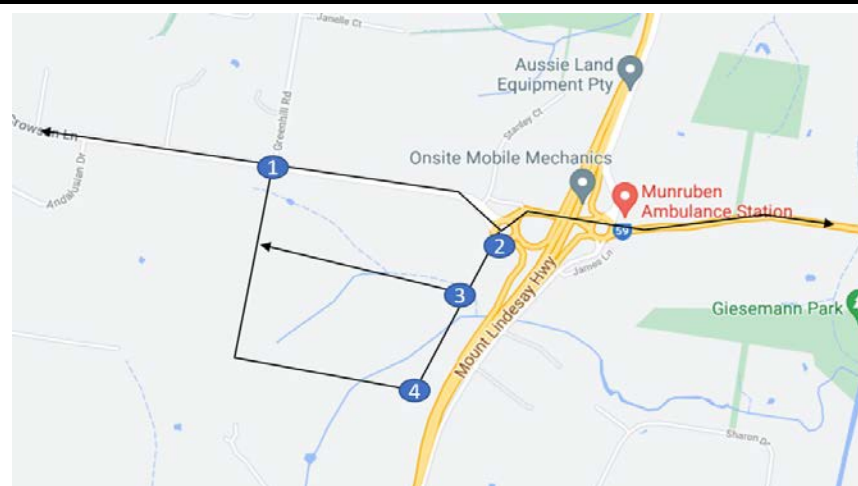 Janelle Ct
Aussie Land
Equipment Pty
Greenhill Rd
Stanley Ct
Crowson Ln
Onsite Mobile Mechanics
1
Andalusian Dr
Munruben
Ambulance Station
2
59
James Ln
3
Mount Lindesay Hwy
Giesemann Park
4
Sharon Dr